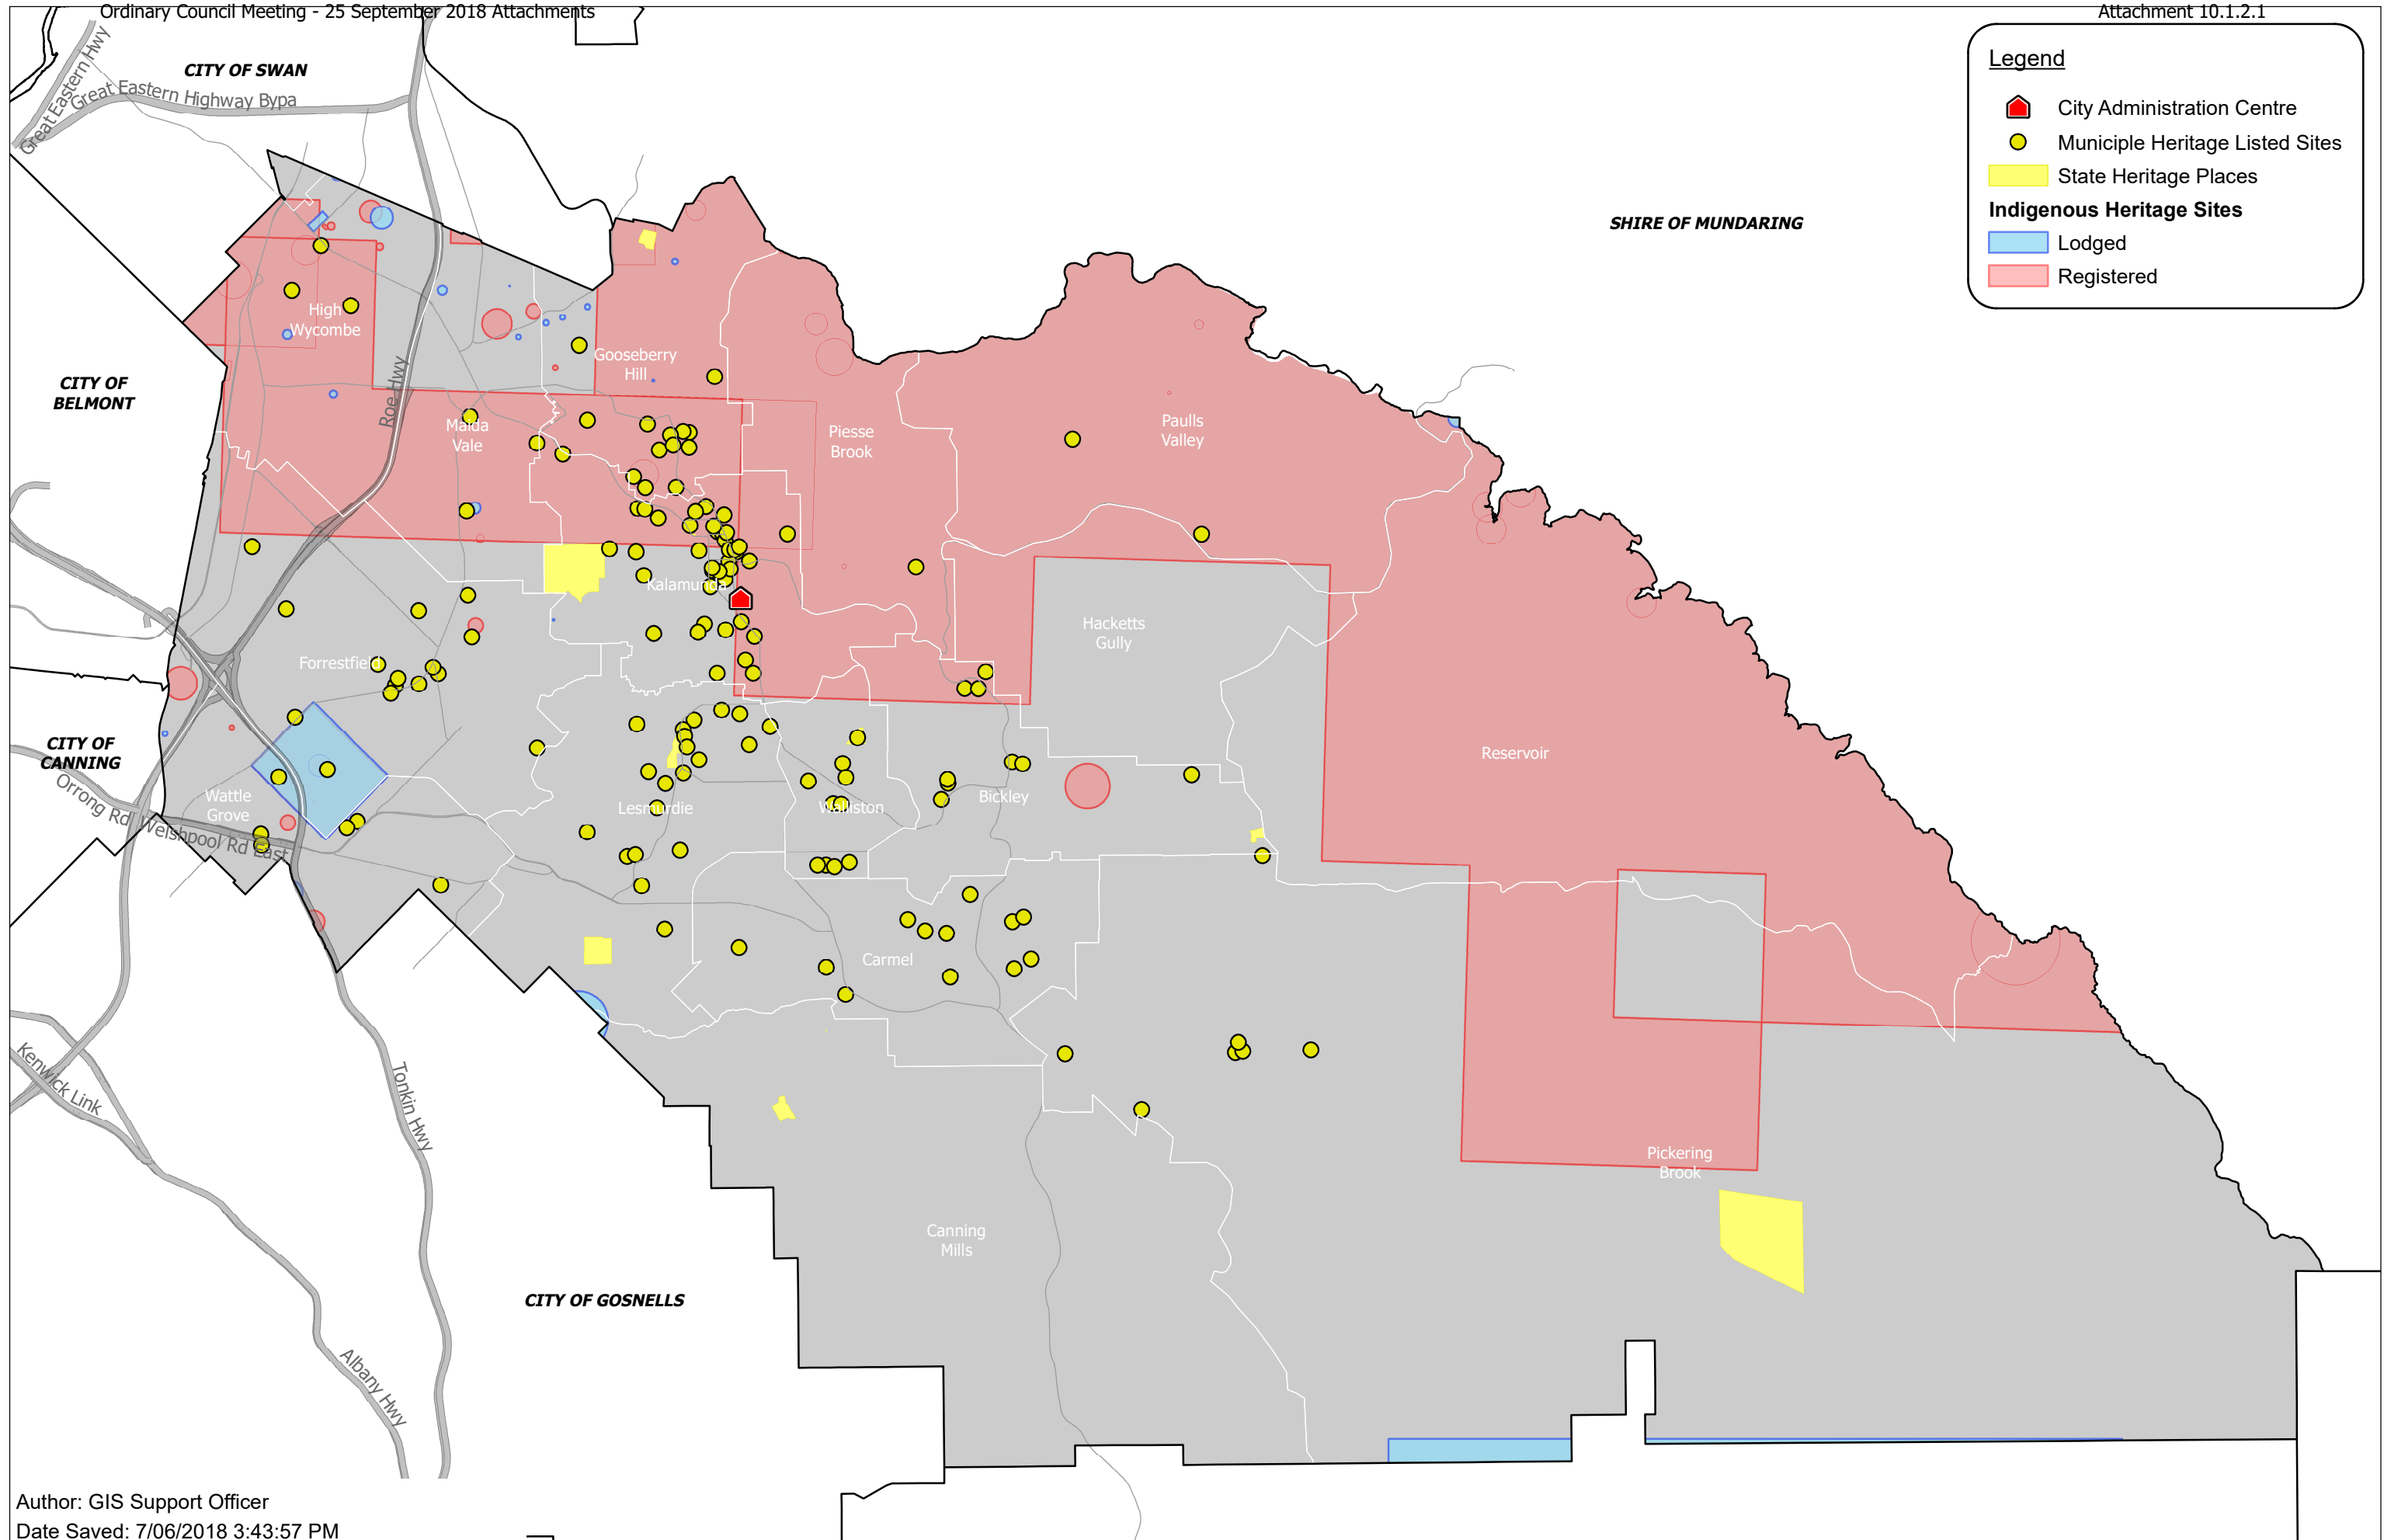 Ordinary Council Meeting - 25 September 2018 Attachments
Attachment 10.1.2.1
Legend
City Administration Centre
Municiple Heritage Listed Sites
State Heritage Places
Indigenous Heritage Sites
Lodged
Registered
CITY OF SWAN
Great Eastern Hwy
Great Eastern Highway Bypa
SHIRE OF MUNDARING
High
Wycombe
Gooseberry
Hill
CITY OF
BELMONT
Roe Hwy
Maida
Vale
Piesse
Brook
Paulls
Valley
Kalamunda
Hacketts
Gully
Forrestfield
CITY OF
CANNING
Orrong Rd
Welshpool Rd East
Wattle
Grove
Lesmurdie
Walliston
Bickley
Reservoir
Carmel
Kenwick Link
Tonkin Hwy
Pickering
Brook
Canning
Mills
CITY OF GOSNELLS
Albany Hwy
Author: GIS Support Officer
Date Saved: 7/06/2018 3:43:57 PM